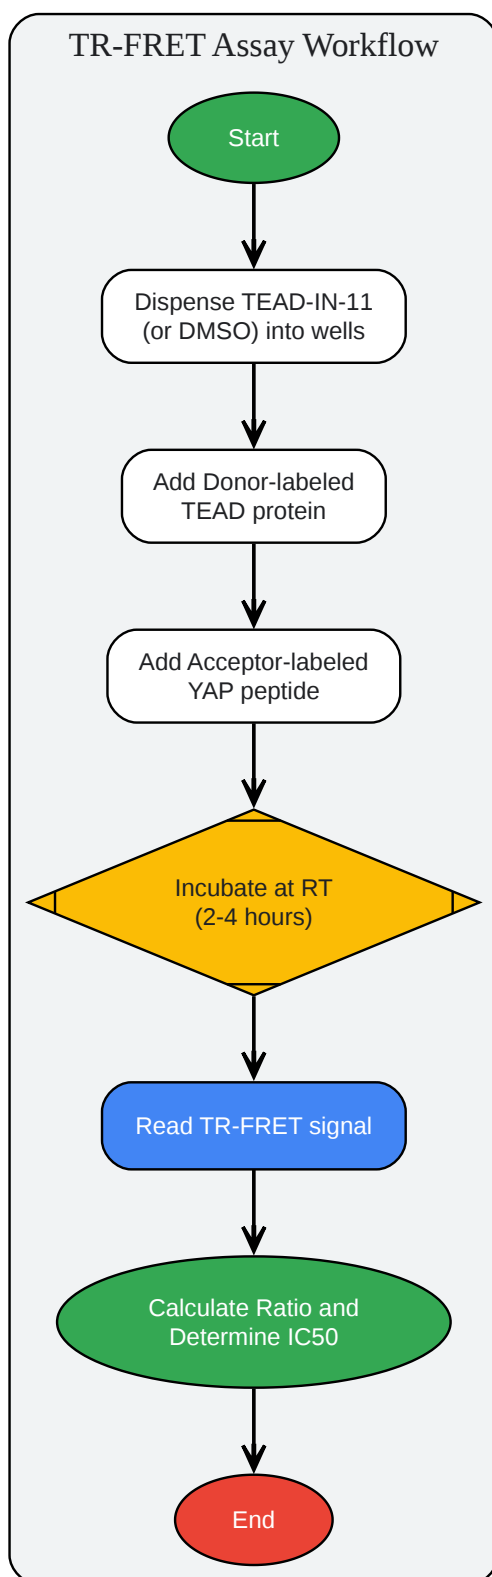 TR-FRET Assay Workflow
Start
Dispense TEAD-IN-11
(or DMSO) into wells
Add Donor-labeled
TEAD protein
Add Acceptor-labeled
YAP peptide
Incubate at RT
(2-4 hours)
Read TR-FRET signal
Calculate Ratio and
Determine IC50
End